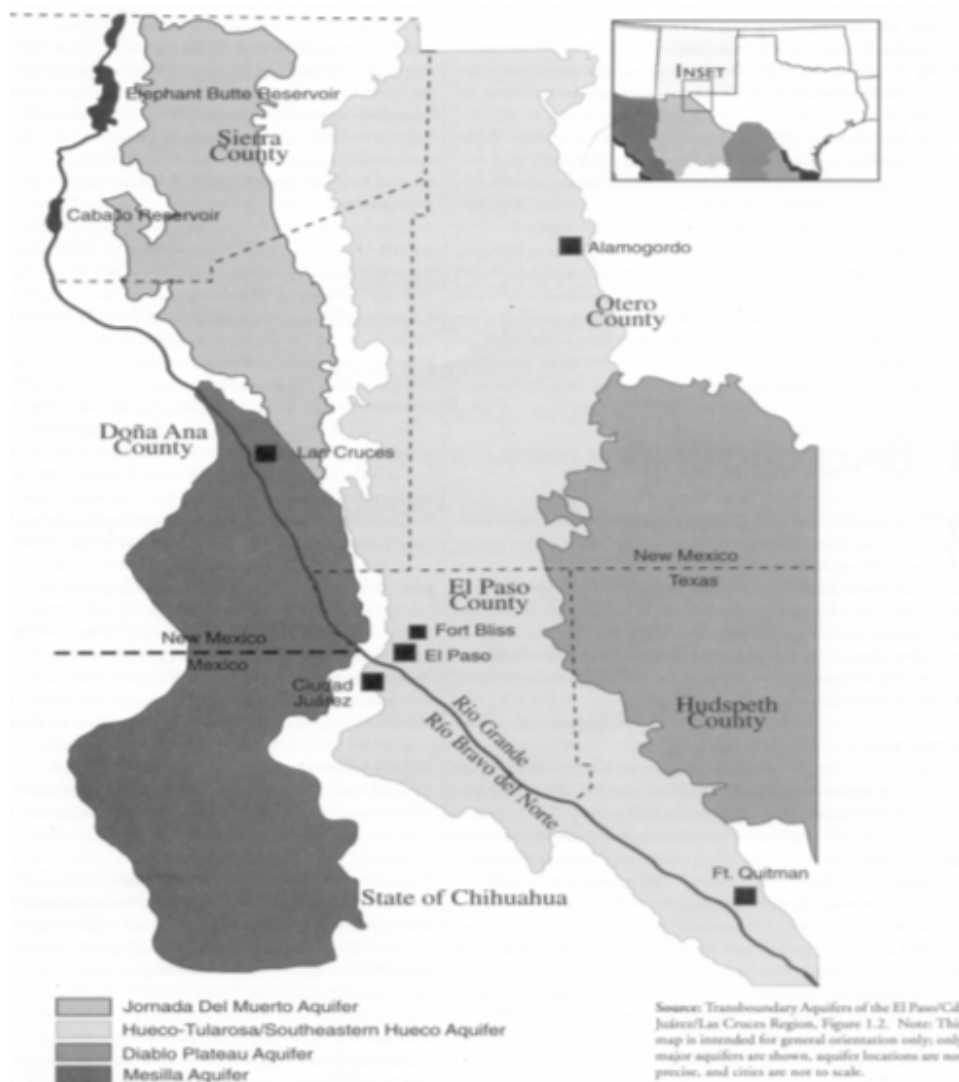 INSET
Elephant Butte Reservoir
Sierra
County
Caballo Reservoir
Alamogordo
Otero
County
Doña Ana
County
Las Cruces
New Mexico
Texas
El Paso
County
Fort Bliss
El Paso
New Mexico
Mexico
Ciudad
Juárez
Rio Grande
Río Bravo del Norte
Hudspeth
County
Ft. Quitman
State of Chihuahua
Jornada Del Muerto Aquifer
Hueco-Tularosa/Southeastern Hueco Aquifer
Diablo Plateau Aquifer
Mesilla Aquifer
Source: Transboundary Aquifers of the El Paso/Cd
Juárez/Las Cruces Region, Figure 1.2. Note: Thi
map is intended for general orientation only; only
major aquifers are shown, aquifer locations are no
precise, and cities are not to scale.